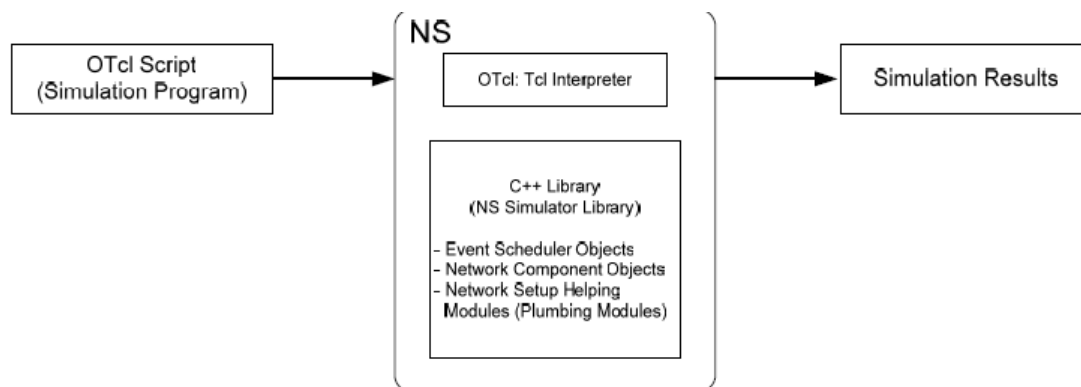 NS
OTcl Script
(Simulation Program)
OTcl: Tcl Interpreter
Simulation Results
C++ Library
(NS Simulator Library)
- Event Scheduler Objects
- Network Component Objects
- Network Setup Helping
Modules (Plumbing Modules)